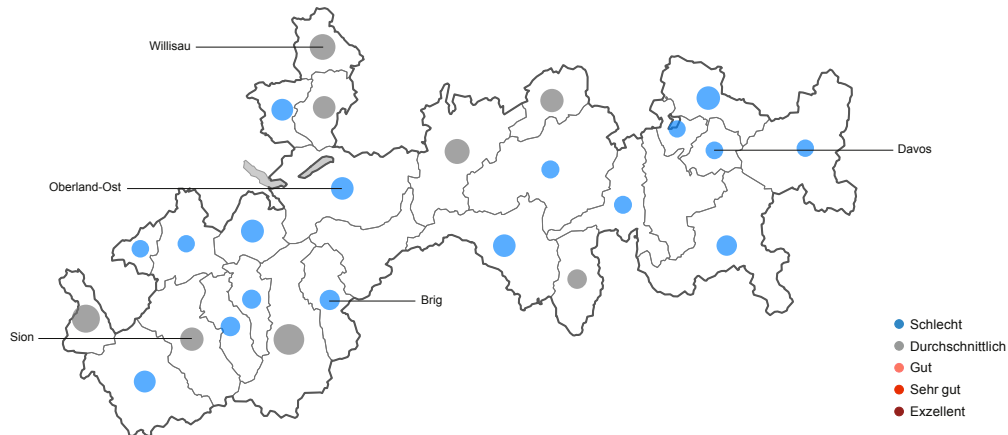 Willisau
Davos
Oberland-Ost
Brig
Sion
Schlecht
Durchschnittlich
Gut
Sehr gut
Exzellent